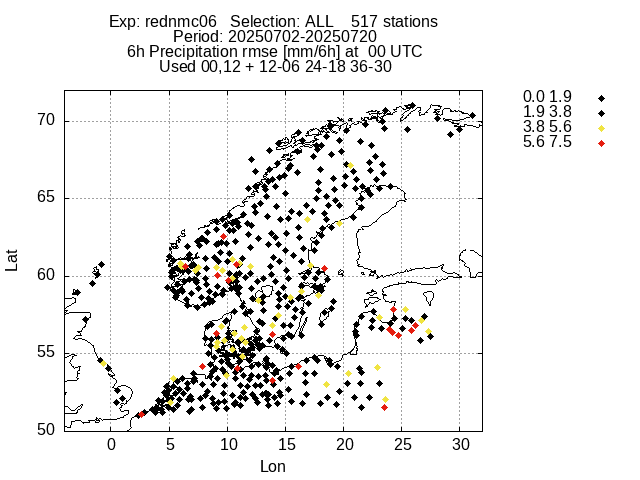 Exp: rednmc06   Selection: ALL    517 stations
Period: 20250702-20250720
6h Precipitation rmse [mm/6h] at  00 UTC
Used 00,12 + 12-06 24-18 36-30
0.0 1.9
1.9 3.8
3.8 5.6
5.6 7.5
70
65
60
55
50
Lat
0 5 10 15 20 25 30
Lon